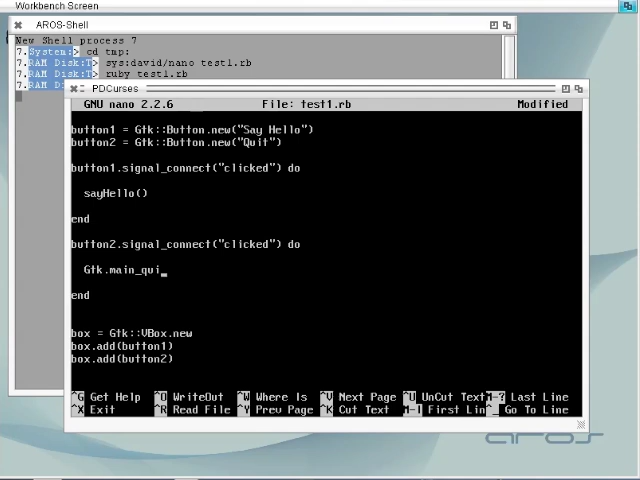 Workbench Screen
AROS-Shell
New Shell process 7
7.System:> cd tmp:
7.RAM Disk:T> sys:david/nano test1.rb
7.RAM Disk:T> ruby test1.rb
7.RAM D
PDCurses
GNU nano 2.2.6 File: test1.rb Modified
button1 = Gtk::Button.new("Say Hello")
button2 = Gtk::Button.new("Quit")
button1.signal_connect("clicked") do
sayHello()
end
button2.signal_connect("clicked") do
Gtk.main_qui_
end
box = Gtk::VBox.new
box.add(button1)
box.add(button2)
^G Get Help ^O WriteOut ^W Where Is ^V Next Page ^U UnCut Text M-? Last Line
^X Exit ^R Read File ^Y Prev Page ^K Cut Text M-| First Lin ^_ Go To Line
aros